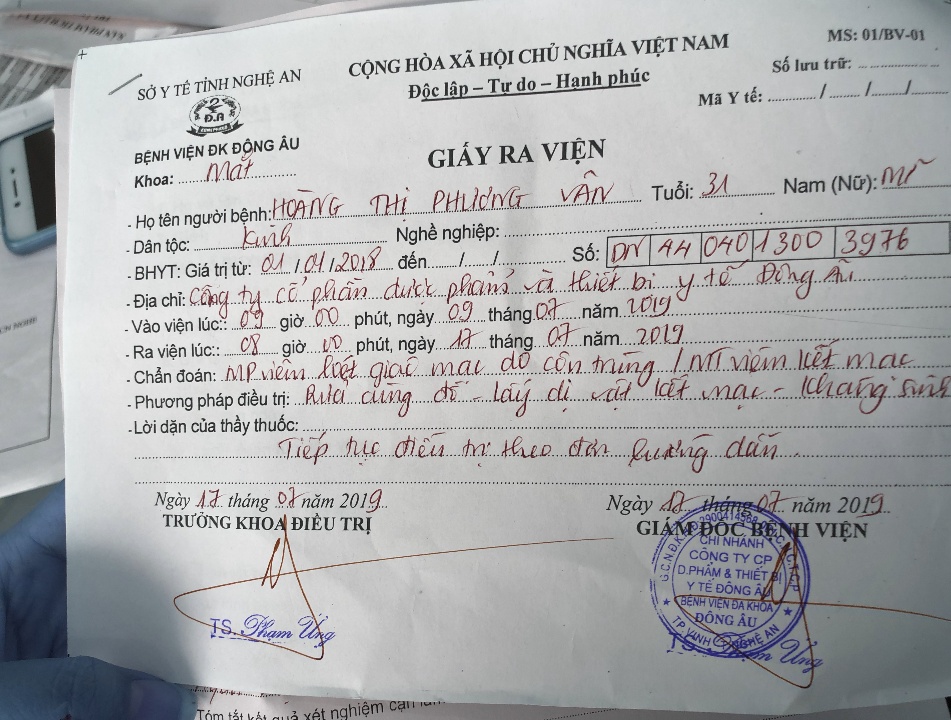 MS: 01/BV-01
SỞ Y TẾ TỈNH NGHỆ AN
CỘNG HÒA XÃ HỘI CHỦ NGHĨA VIỆT NAM
Độc lập – Tự do – Hạnh phúc
Số lưu trữ:
Mã Y tế: ......../......./......./.......
Đ.A
BỆNH VIỆN ĐK ĐÔNG ÂU
Khoa: Mắt
GIẤY RA VIỆN
- Họ tên người bệnh: HOÀNG THỊ PHƯƠNG VÂN Tuổi: 31 Nam (Nữ): Nữ
- Dân tộc: Kinh Nghề nghiệp:
- BHYT: Giá trị từ: 01/01/2018 đến ...../...../........ Số: DN 44 040 1300 3976
- Địa chỉ: Công ty cổ phần dược phẩm và thiết bị y tế Đông Âu
- Vào viện lúc:: 09 giờ 00 phút, ngày 09 tháng 07 năm 2019
- Ra viện lúc:: 08 giờ 00 phút, ngày 17 tháng 07 năm 2019
- Chẩn đoán: MP viêm loét giác mạc do côn trùng / MT viêm kết mạc
- Phương pháp điều trị: Rửa cùng đồ - lấy dị vật kết mạc - Kháng sinh
- Lời dặn của thầy thuốc:
Tiếp tục điều trị theo đơn hướng dẫn
Ngày 17 tháng 07 năm 2019 Ngày 17 tháng 07 năm 2019
TRƯỞNG KHOA ĐIỀU TRỊ GIÁM ĐỐC BỆNH VIỆN
CHI NHÁNH
CÔNG TY CP
D.PHẨM & THIẾT BỊ
Y TẾ ĐÔNG ÂU
BỆNH VIỆN ĐA KHOA
ĐÔNG ÂU
TP VINH - NGHỆ AN
TS. Phạm Ứng TS. Phạm Ứng
Tóm tắt kết quả xét nghiệm cận